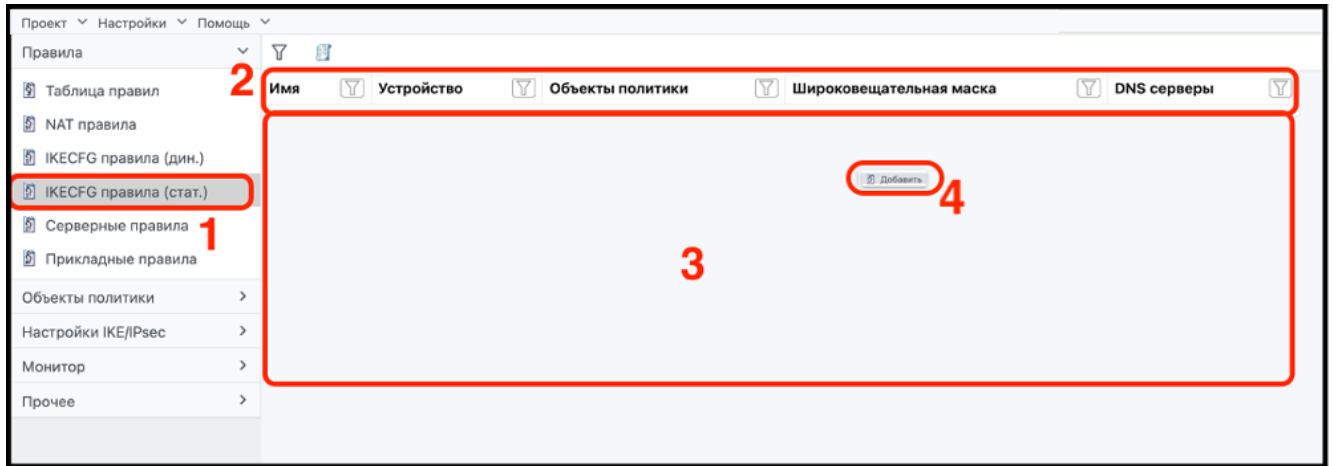 Проект Настройки Помощь
Правила
2 Имя Устройство Объекты политики Широковещательная маска DNS серверы
Таблица правил
NAT правила
IKECFG правила (дин.)
Добавить
IKECFG правила (стат.)
4
Серверные правила 1
Прикладные правила
3
Объекты политики
Настройки IKE/IPsec
Монитор
Прочее